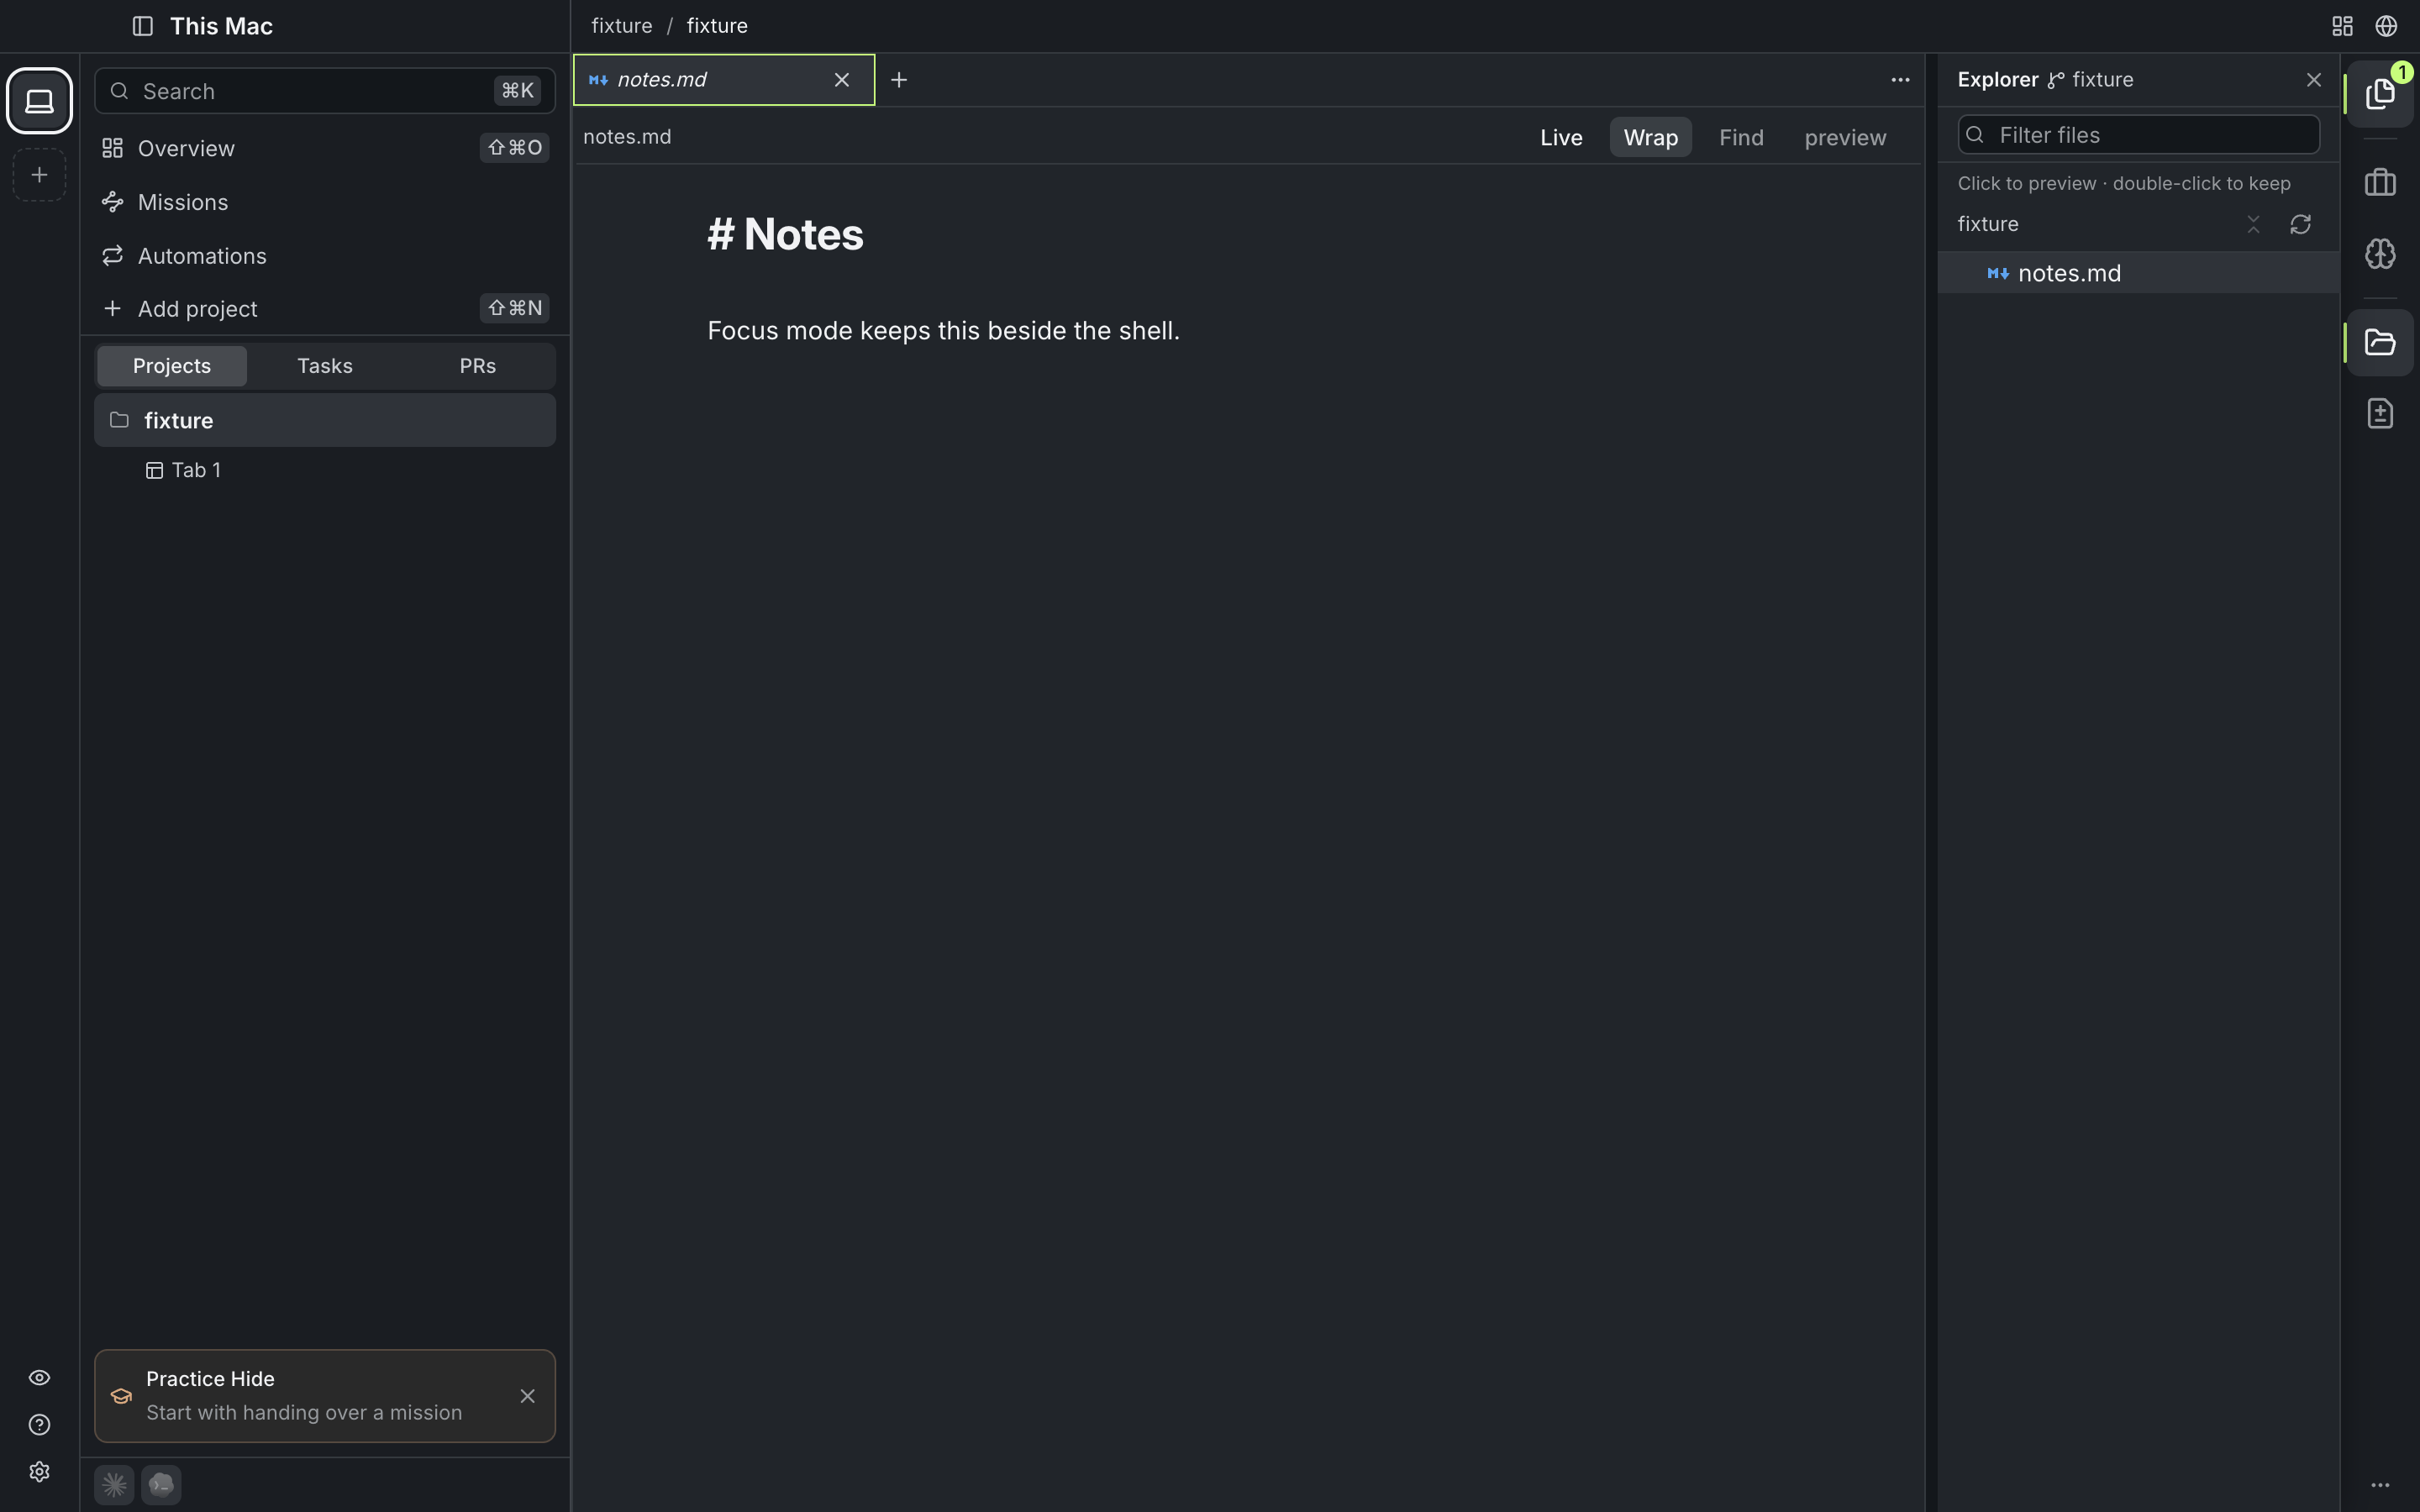 This Mac
fixture / fixture
Search ⌘K
Overview ⇧⌘O
Missions
Automations
Add project ⇧⌘N
Projects Tasks PRs
fixture
Tab 1
Practice Hide
Start with handing over a mission
notes.md
notes.md Live Wrap Find preview
# Notes
Focus mode keeps this beside the shell.
Explorer fixture
Filter files
Click to preview · double-click to keep
fixture
notes.md
1